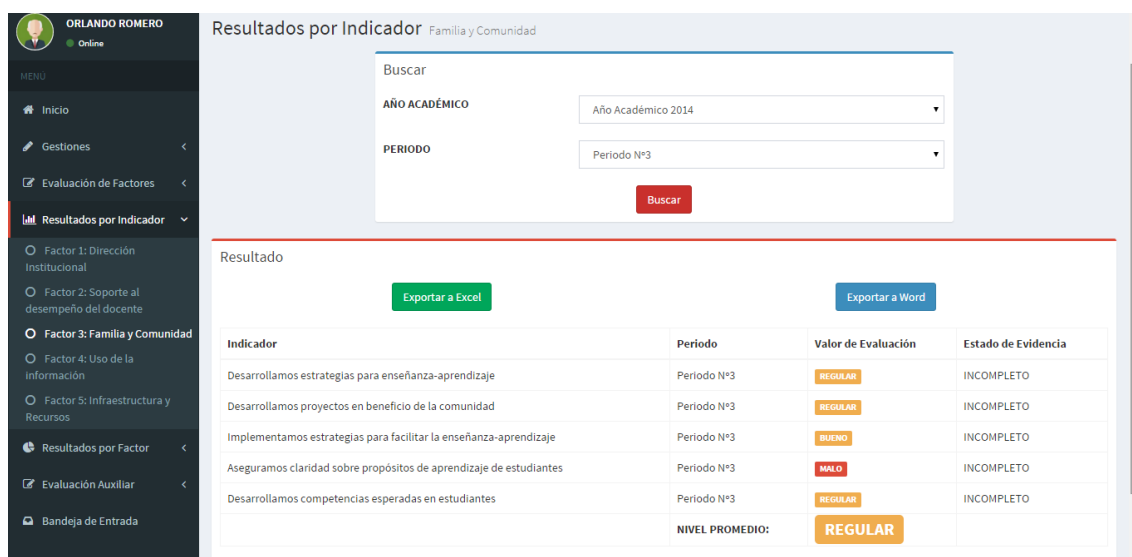 ORLANDO ROMERO
Online
MENÚ
Inicio
Gestiones
Evaluación de Factores
Resultados por Indicador
Factor 1: Dirección
Institucional
Factor 2: Soporte al
desempeño del docente
Factor 3: Familia y Comunidad
Factor 4: Uso de la
información
Factor 5: Infraestructura y
Recursos
Resultados por Factor
Evaluación Auxiliar
Bandeja de Entrada
Resultados por Indicador Familia y Comunidad
Buscar
AÑO ACADÉMICO Año Académico 2014
PERIODO Periodo Nº3
Buscar
Resultado
Exportar a Excel Exportar a Word
Indicador Periodo Valor de Evaluación Estado de Evidencia
Desarrollamos estrategias para enseñanza-aprendizaje Periodo Nº3 REGULAR INCOMPLETO
Desarrollamos proyectos en beneficio de la comunidad Periodo Nº3 REGULAR INCOMPLETO
Implementamos estrategias para facilitar la enseñanza-aprendizaje Periodo Nº3 BUENO INCOMPLETO
Aseguramos claridad sobre propósitos de aprendizaje de estudiantes Periodo Nº3 MALO INCOMPLETO
Desarrollamos competencias esperadas en estudiantes Periodo Nº3 REGULAR INCOMPLETO
NIVEL PROMEDIO: REGULAR